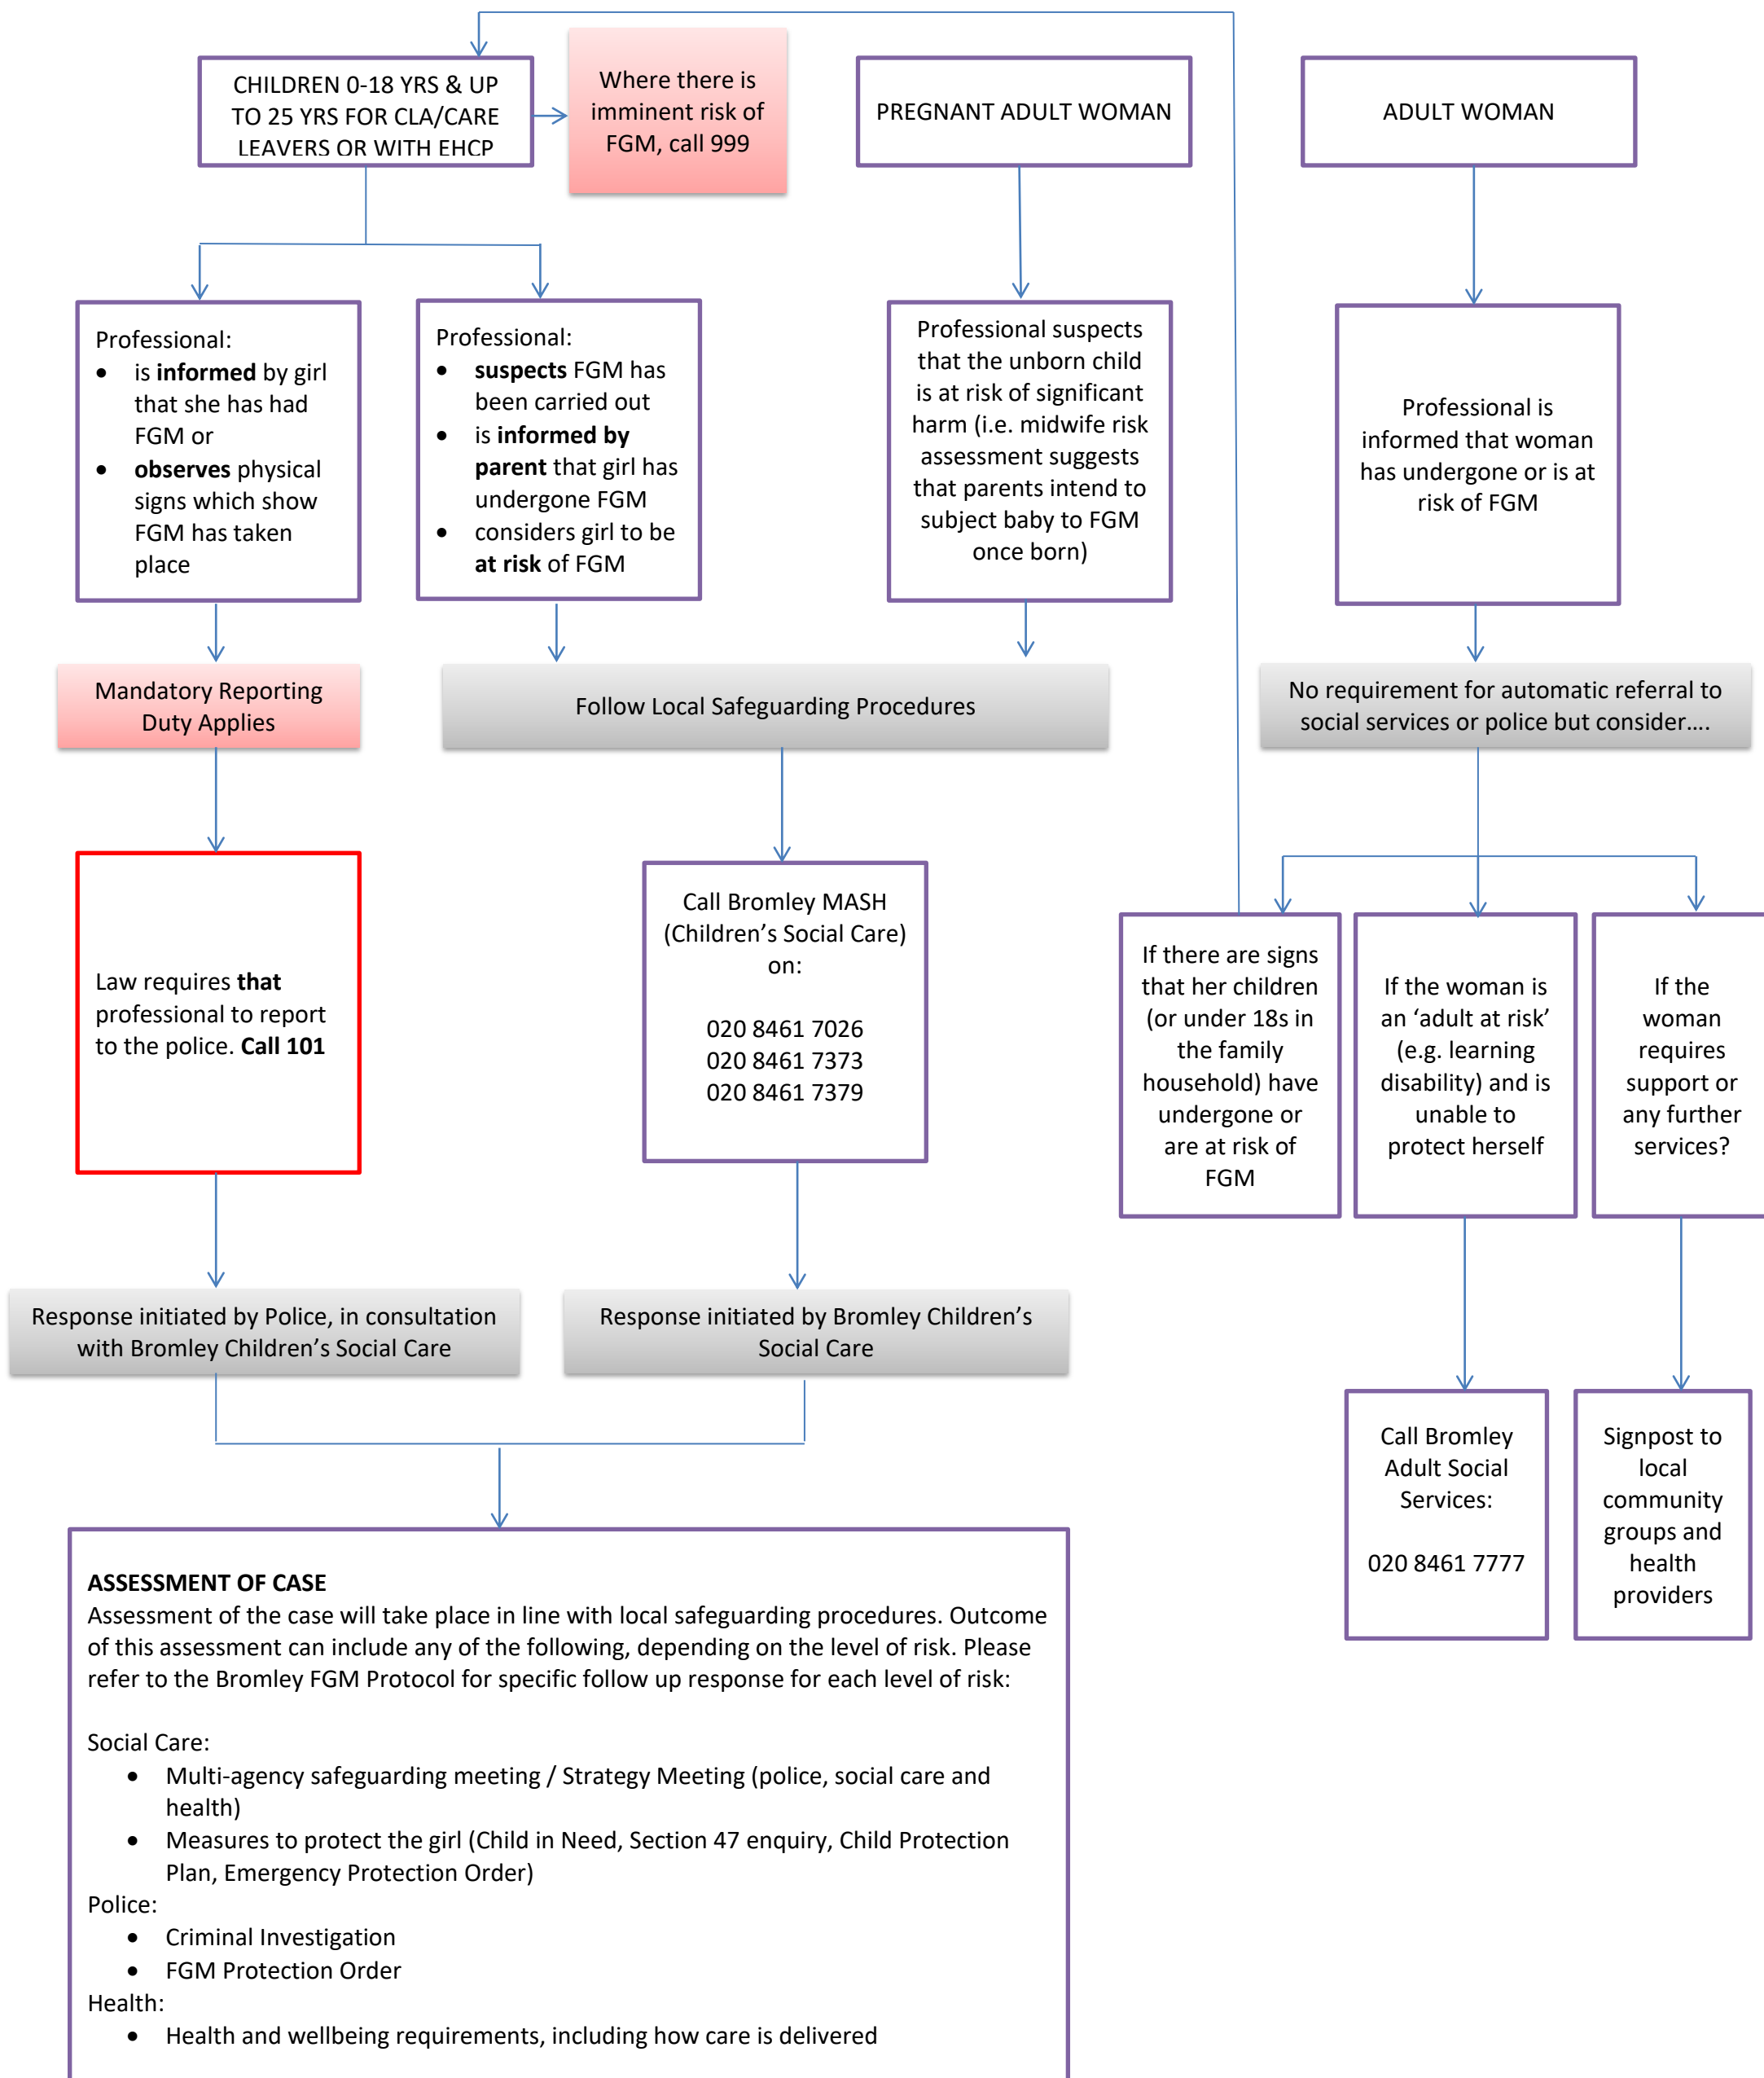 CHILDREN 0-18 YRS & UP
TO 25 YRS FOR CLA/CARE
LEAVERS OR WITH EHCP
Where there is
imminent risk of
FGM, call 999
PREGNANT ADULT WOMAN
ADULT WOMAN
Professional:
• is informed by girl
that she has had
FGM or
• observes physical
signs which show
FGM has taken
place
Professional:
• suspects FGM has
been carried out
• is informed by
parent that girl has
undergone FGM
• considers girl to be
at risk of FGM
Professional suspects
that the unborn child
is at risk of significant
harm (i.e. midwife risk
assessment suggests
that parents intend to
subject baby to FGM
once born)
Professional is
informed that woman
has undergone or is at
risk of FGM
Mandatory Reporting
Duty Applies
Follow Local Safeguarding Procedures
No requirement for automatic referral to
social services or police but consider....
Law requires that
professional to report
to the police. Call 101
Call Bromley MASH
(Children’s Social Care)
on:
020 8461 7026
020 8461 7373
020 8461 7379
If there are signs
that her children
(or under 18s in
the family
household) have
undergone or
are at risk of
FGM
If the woman is
an ‘adult at risk’
(e.g. learning
disability) and is
unable to
protect herself
If the
woman
requires
support or
any further
services?
Response initiated by Police, in consultation
with Bromley Children’s Social Care
Response initiated by Bromley Children’s
Social Care
Call Bromley
Adult Social
Services:
020 8461 7777
Signpost to
local
community
groups and
health
providers
ASSESSMENT OF CASE
Assessment of the case will take place in line with local safeguarding procedures. Outcome
of this assessment can include any of the following, depending on the level of risk. Please
refer to the Bromley FGM Protocol for specific follow up response for each level of risk:
Social Care:
• Multi-agency safeguarding meeting / Strategy Meeting (police, social care and
health)
• Measures to protect the girl (Child in Need, Section 47 enquiry, Child Protection
Plan, Emergency Protection Order)
Police:
• Criminal Investigation
• FGM Protection Order
Health:
• Health and wellbeing requirements, including how care is delivered